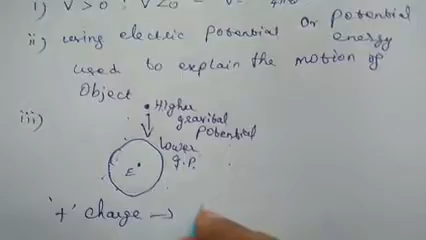 i) V > 0 , V < 0
ii) using electric potential or potential energy
used to explain the motion of
Object
iii)
Higher
gravital
potential
lower
g.p.
E
'+' charge →